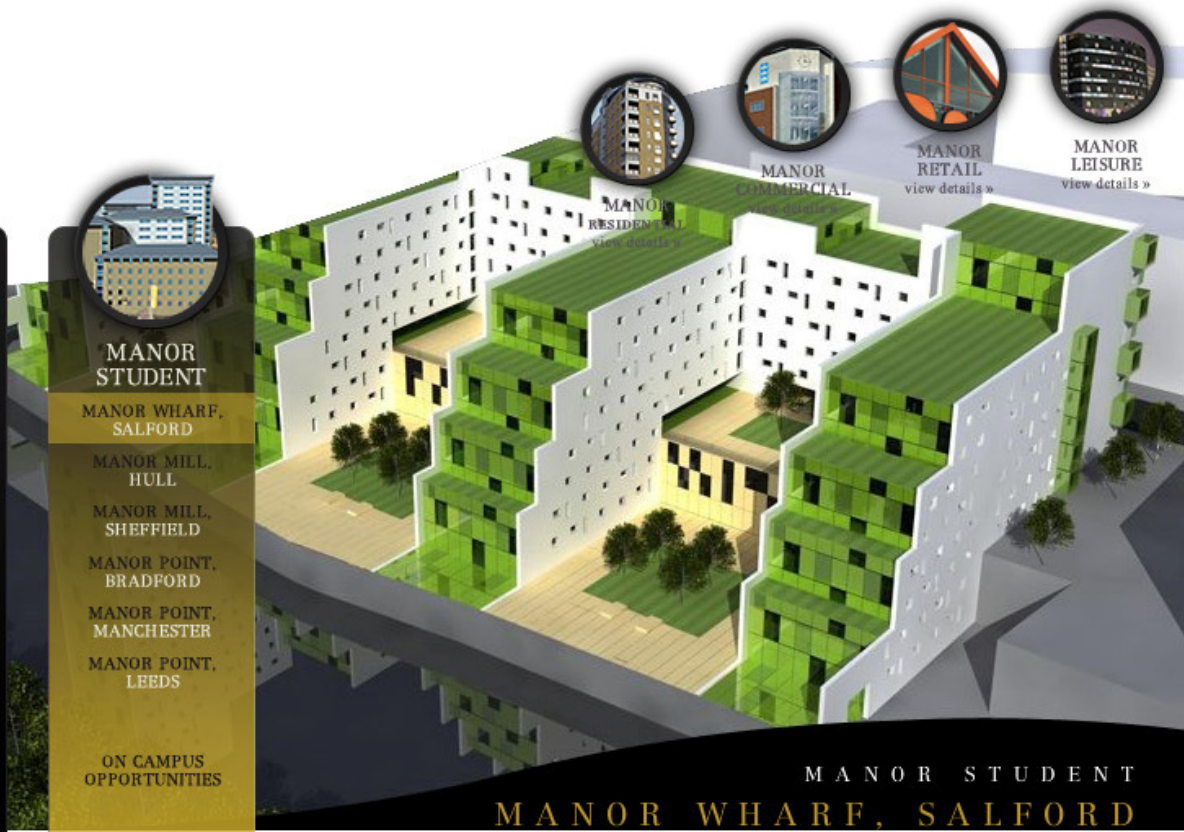 MANOR
STUDENT
MANOR WHARF,
SALFORD
MANOR MILL,
HULL
MANOR MILL,
SHEFFIELD
MANOR POINT,
BRADFORD
MANOR POINT,
MANCHESTER
MANOR POINT,
LEEDS
ON CAMPUS
OPPORTUNITIES
MANOR
RESIDENTIAL
view details »
MANOR
COMMERCIAL
view details »
MANOR
RETAIL
view details »
MANOR
LEISURE
view details »
MANOR STUDENT
MANOR WHARF, SALFORD